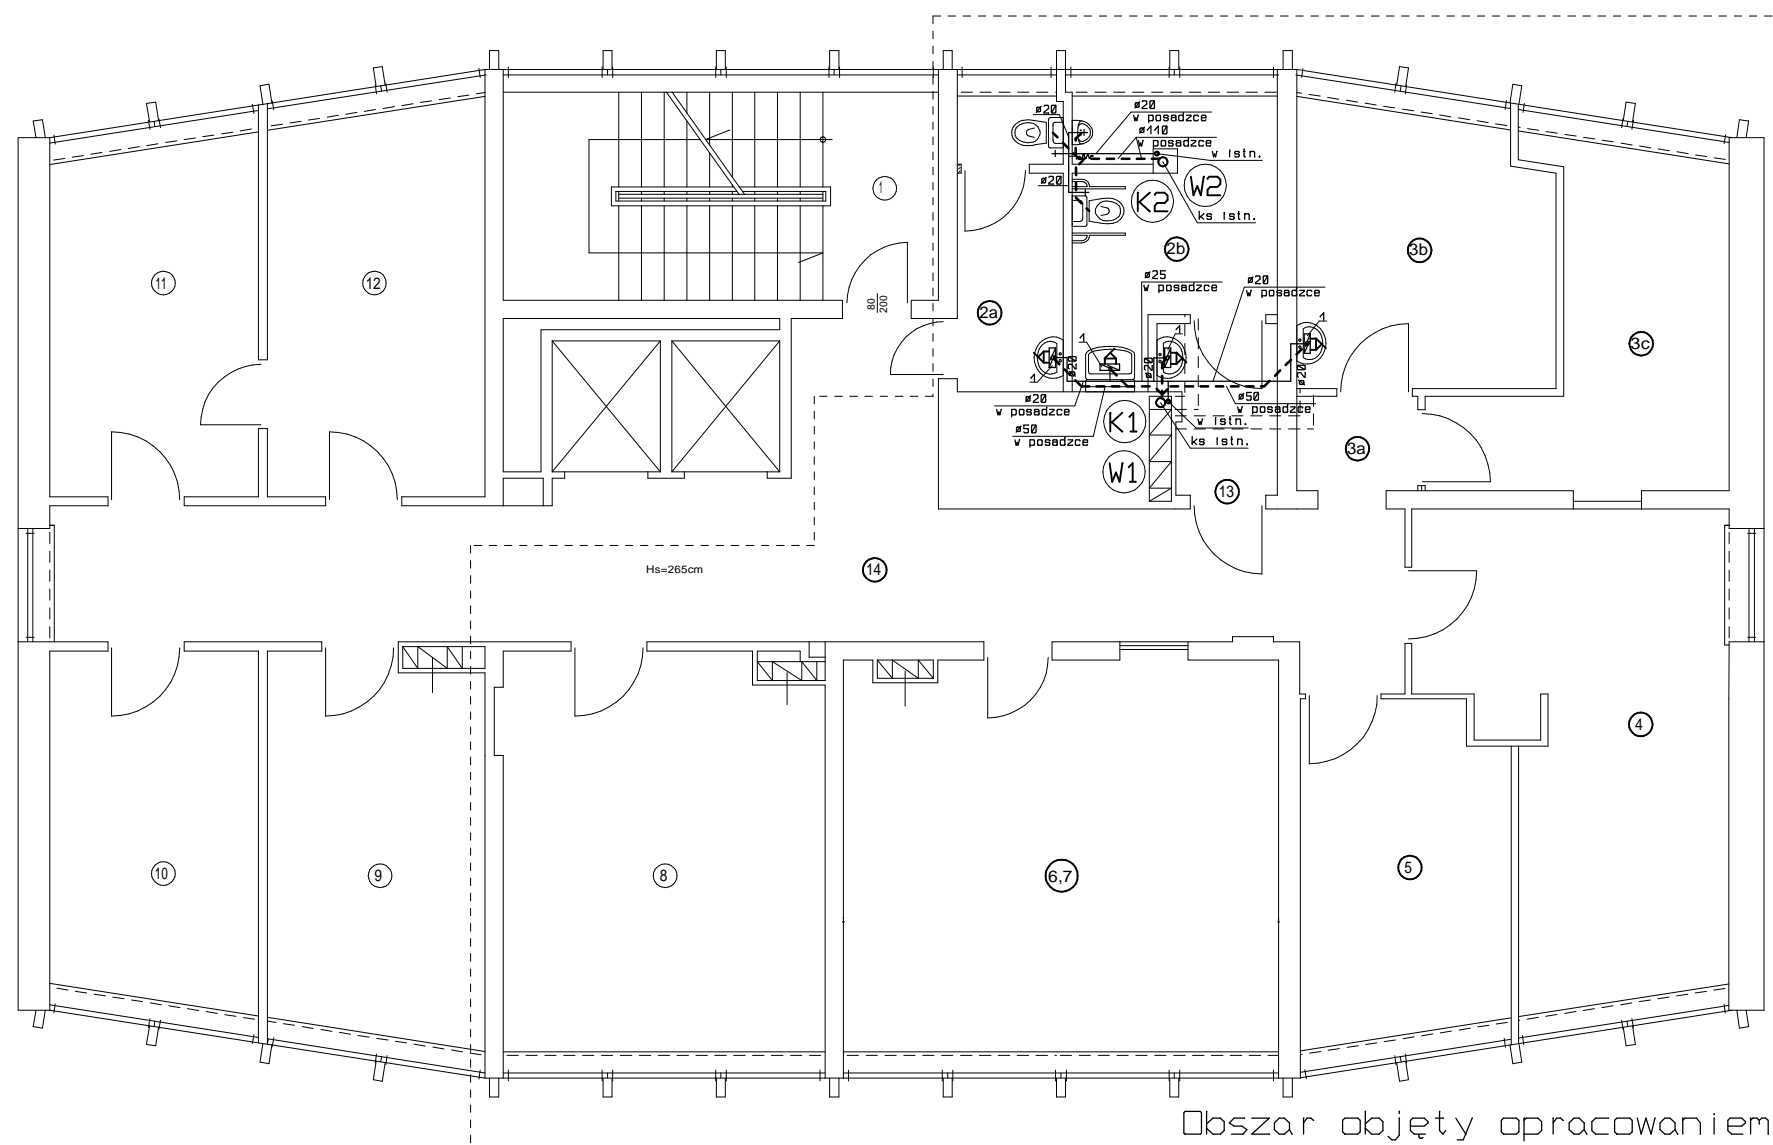 ø20
ø20
w posadzce
ø110
w posadzce
w istn.
ø20
1
K2
W2
ks istn.
2b
3b
11
12
ø25
w posadzce
ø20
w posadzce
80
200
2a
1
1
1
1
3c
ø20
ø20
ø20
ø20
w posadzce
ø50
w posadzce
ø50
w posadzce
K1
w istn.
ks istn.
3a
W1
13
Hs=265cm
14
4
10
9
8
6,7
5
Obszar objęty opracowaniem